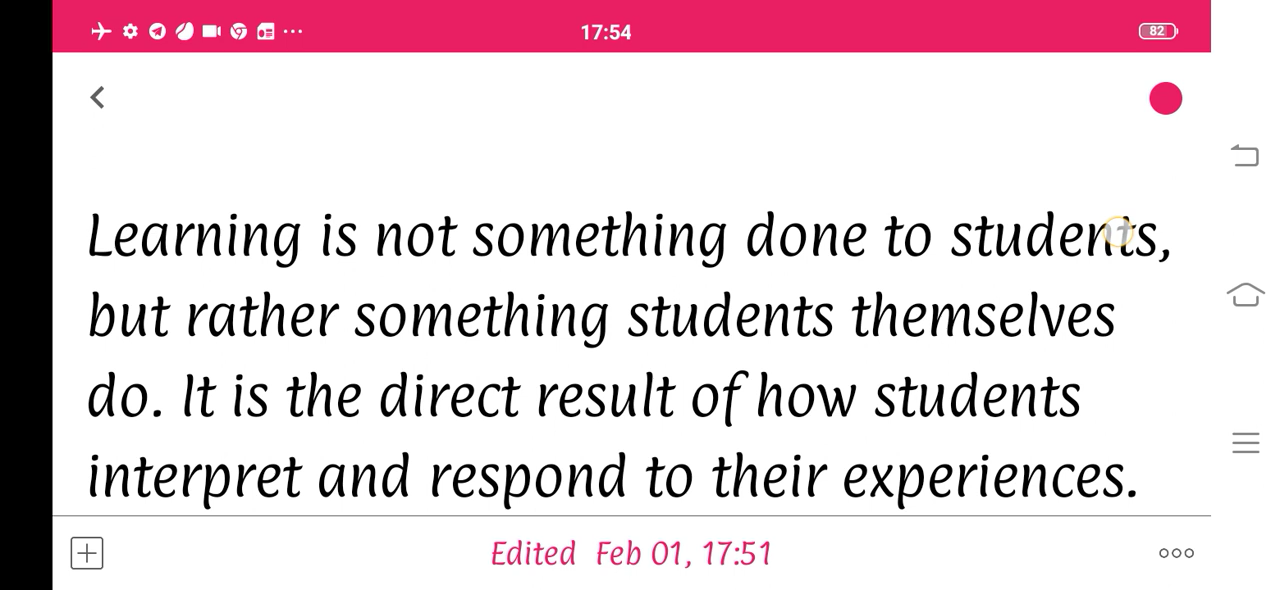 17:54
82
Learning is not something done to students,
but rather something students themselves
do. It is the direct result of how students
interpret and respond to their experiences.
Edited Feb 01, 17:51